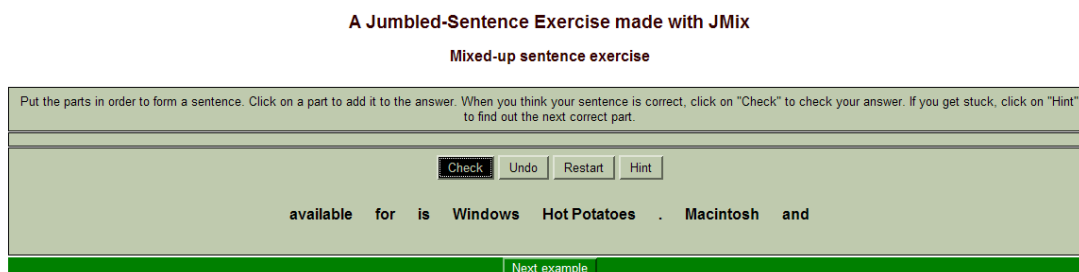 A Jumbled-Sentence Exercise made with JMix
Mixed-up sentence exercise
Put the parts in order to form a sentence. Click on a part to add it to the answer. When you think your sentence is correct, click on "Check" to check your answer. If you get stuck, click on "Hint"
to find out the next correct part.
Check Undo Restart Hint
available for is Windows Hot Potatoes . Macintosh and
Next example